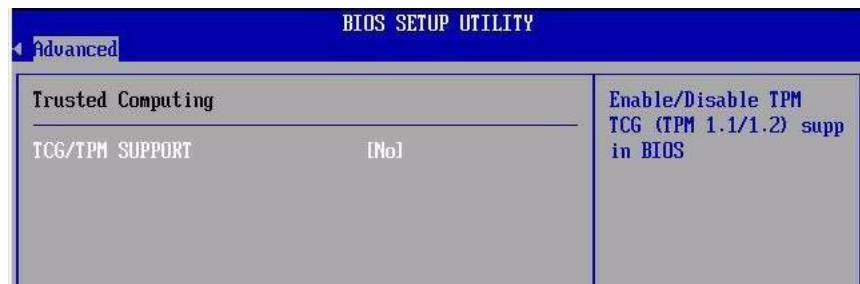 BIOS SETUP UTILITY
Advanced
Trusted Computing
TCG/TPM SUPPORT [No]
Enable/Disable TPM
TCG (TPM 1.1/1.2) supp
in BIOS